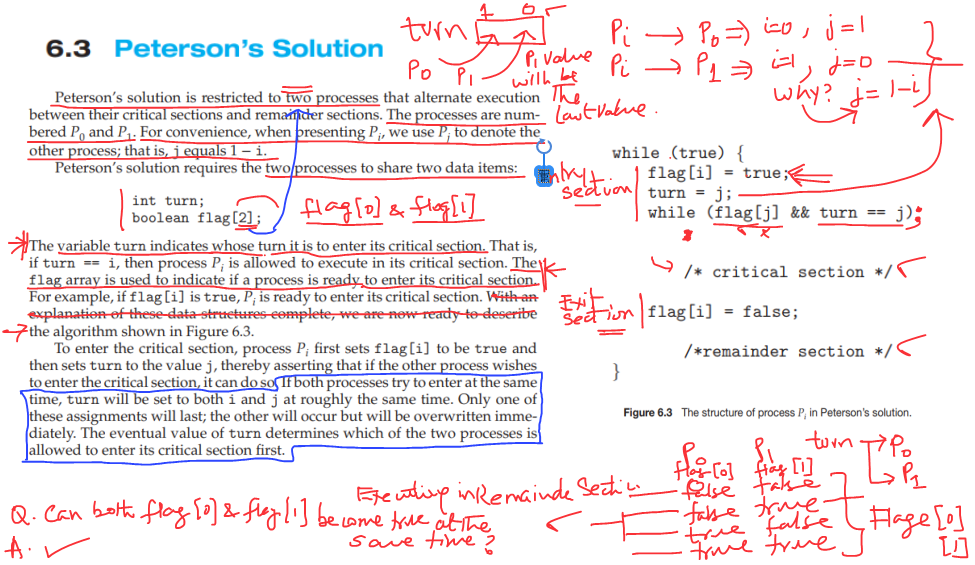 6.3 Peterson's Solution
turn 1 0
P0 P1
P1 value
will be
The
Last value.
Pi → P0 ⇒ i=0, j=1
Pi → P1 ⇒ i=1, j=0
why? j= 1-i
Peterson's solution is restricted to two processes that alternate execution
between their critical sections and remainder sections. The processes are num-
bered P0 and P1. For convenience, when presenting Pi, we use Pj to denote the
other process; that is, j equals 1 − i.
Peterson's solution requires the two processes to share two data items:
int turn;
boolean flag[2];
flag[0] & flag[1]
The variable turn indicates whose turn it is to enter its critical section. That is,
if turn == i, then process Pi is allowed to execute in its critical section. The
flag array is used to indicate if a process is ready to enter its critical section.
For example, if flag[i] is true, Pi is ready to enter its critical section. With an
explanation of these data structures complete, we are now ready to describe
the algorithm shown in Figure 6.3.
To enter the critical section, process Pi first sets flag[i] to be true and
then sets turn to the value j, thereby asserting that if the other process wishes
to enter the critical section, it can do so. If both processes try to enter at the same
time, turn will be set to both i and j at roughly the same time. Only one of
these assignments will last; the other will occur but will be overwritten imme-
diately. The eventual value of turn determines which of the two processes is
allowed to enter its critical section first.
Entry
section
while (true) {
flag[i] = true;
turn = j;
while (flag[j] && turn == j);
/* critical section */
Exit
section
flag[i] = false;
/*remainder section */
}
Figure 6.3 The structure of process Pi in Peterson's solution.
P0 P1 turn → P0
flag[0] flag[1] → P1
Executing in Remainde Section false false
false true
true false
true true
Flage[0]
[1]
Q. Can both flag[0] & flag[1] become true at The
same time?
A. ✓